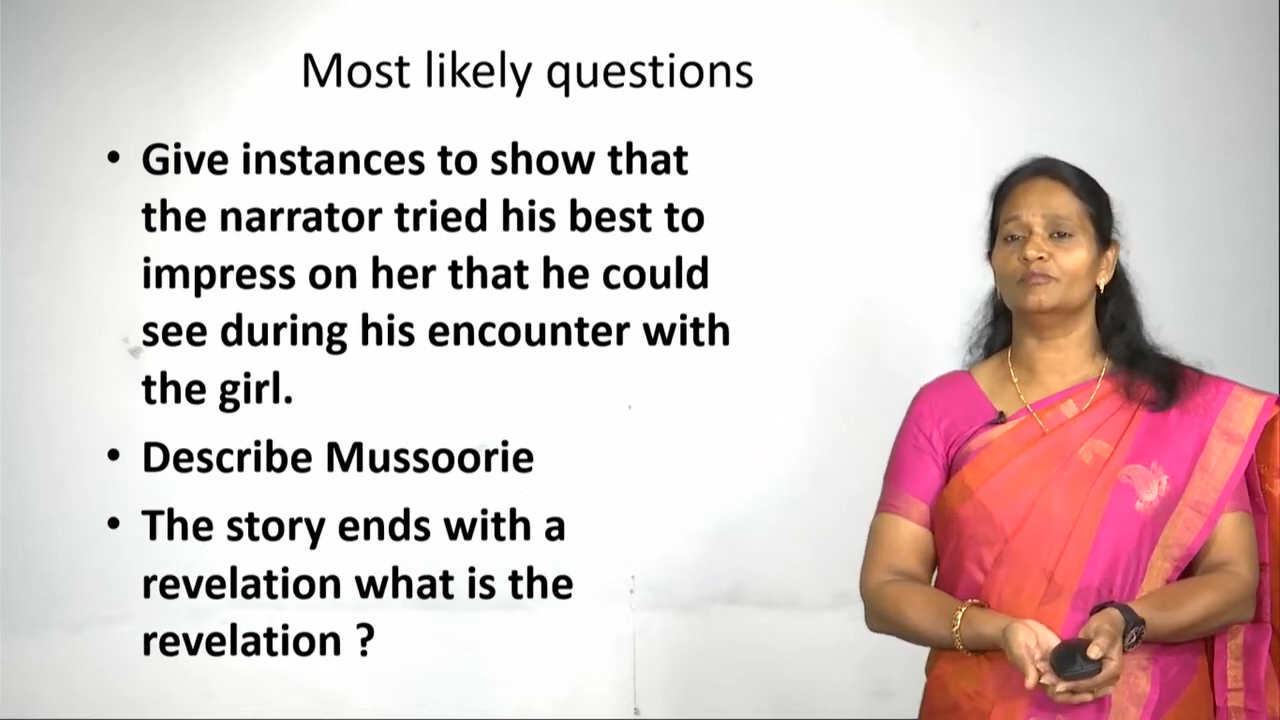 Most likely questions
• Give instances to show that
the narrator tried his best to
impress on her that he could
see during his encounter with
the girl.
• Describe Mussoorie
• The story ends with a
revelation what is the
revelation ?